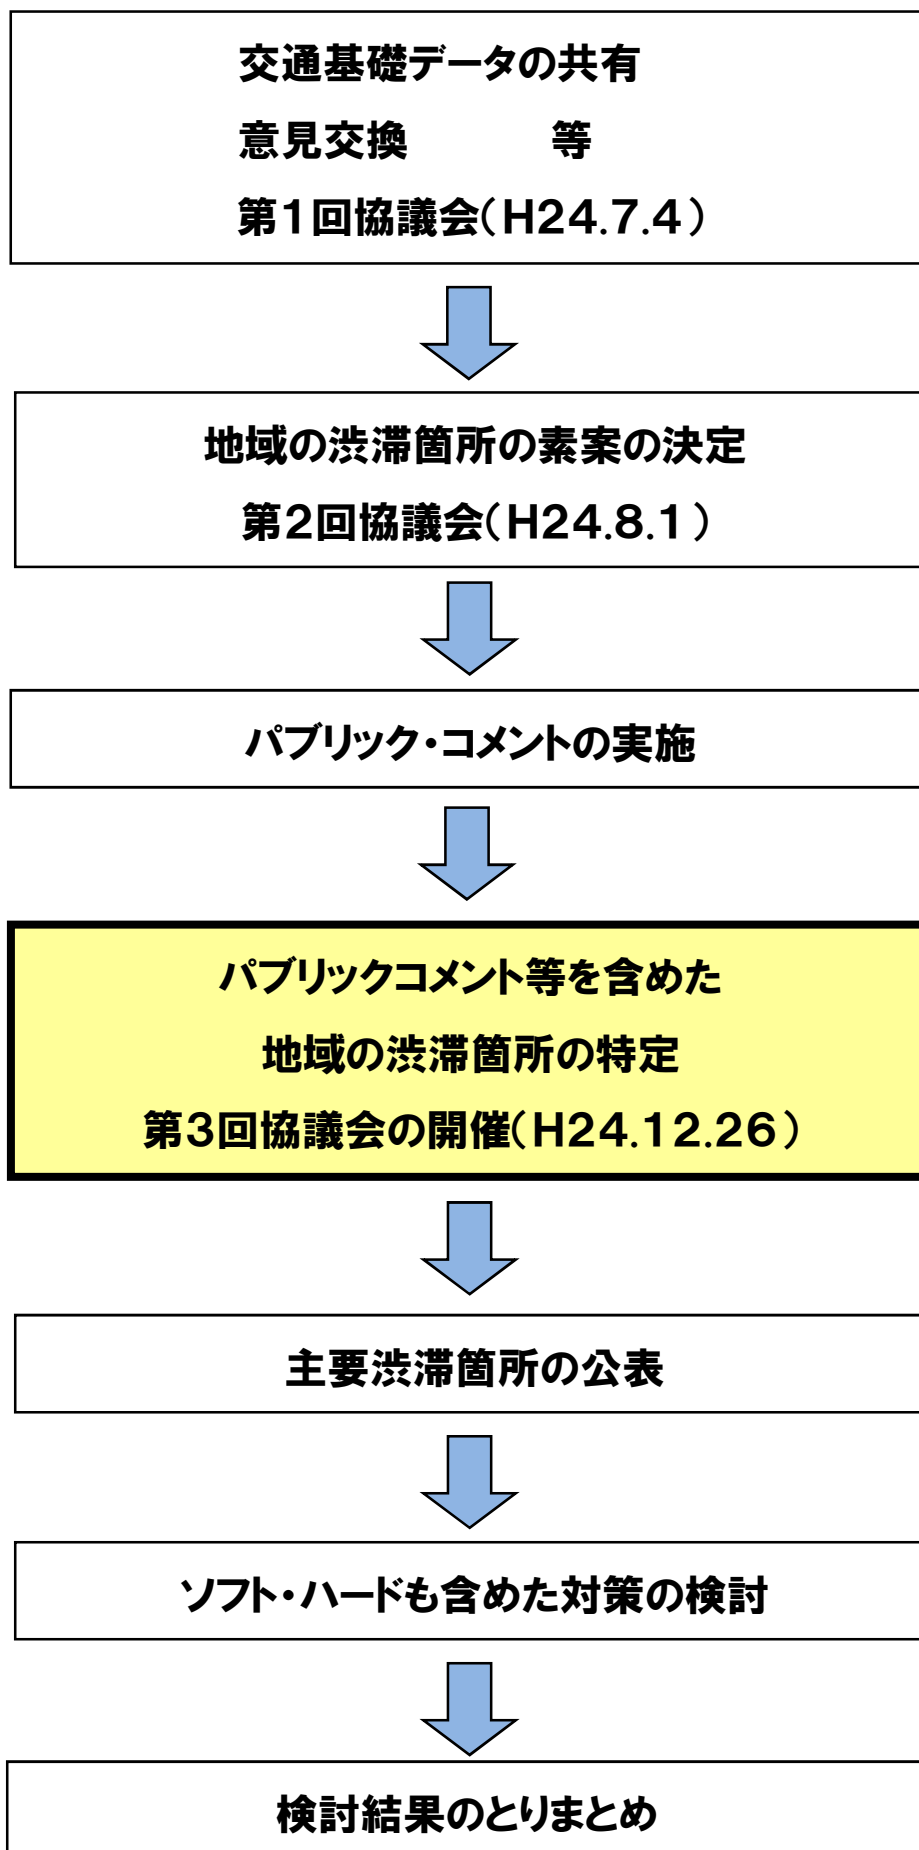 交通基礎データの共有
意見交換　　　等
第1回協議会（H24.7.4）
地域の渋滞箇所の素案の決定
第2回協議会（H24.8.1）
パブリック・コメントの実施
パブリックコメント等を含めた
地域の渋滞箇所の特定
第3回協議会の開催（H24.12.26）
主要渋滞箇所の公表
ソフト・ハードも含めた対策の検討
検討結果のとりまとめ